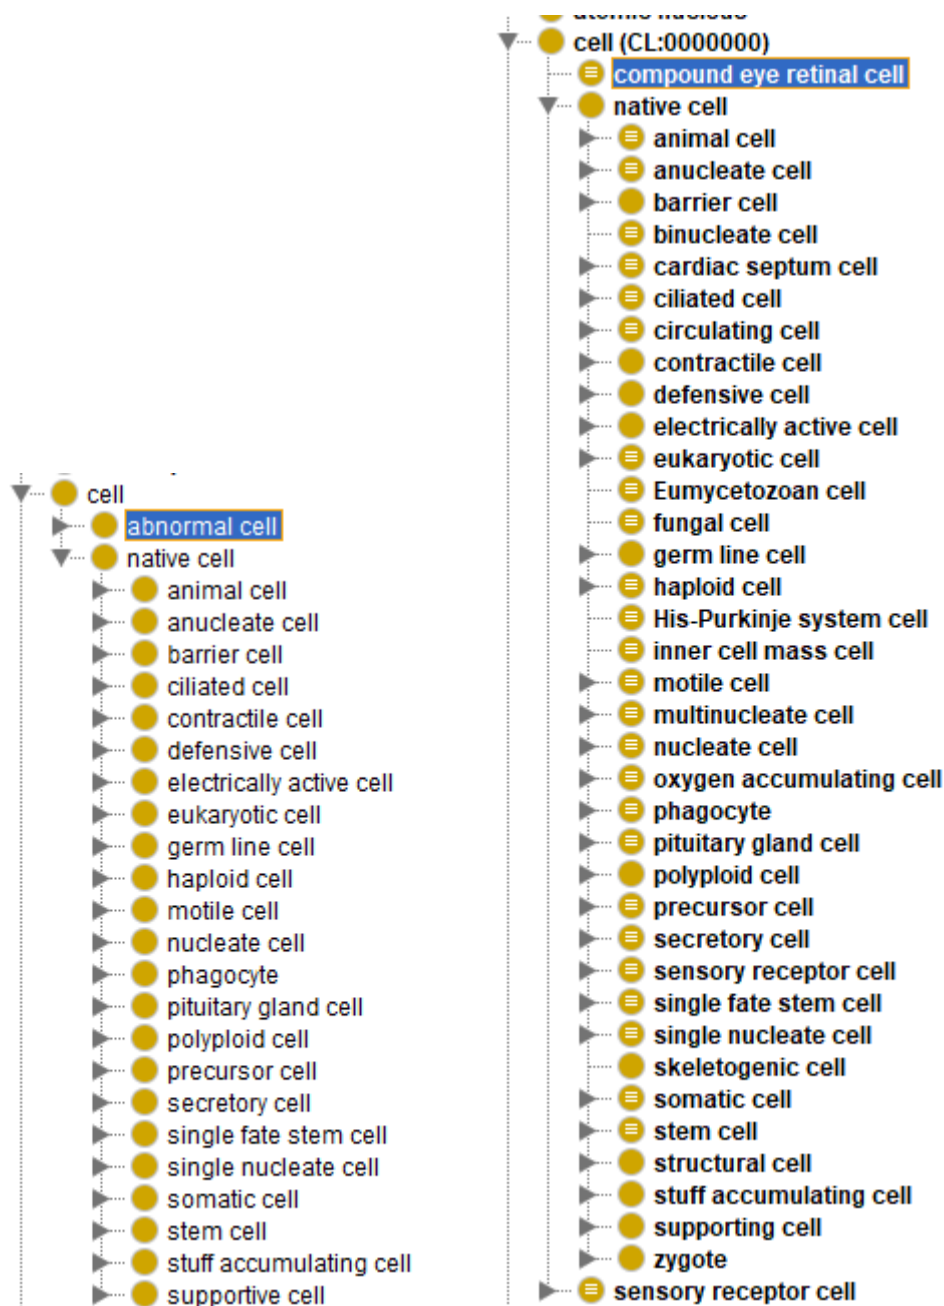 cell
abnormal cell
native cell
animal cell
anucleate cell
barrier cell
ciliated cell
contractile cell
defensive cell
electrically active cell
eukaryotic cell
germ line cell
haploid cell
motile cell
nucleate cell
phagocyte
pituitary gland cell
polyploid cell
precursor cell
secretory cell
single fate stem cell
single nucleate cell
somatic cell
stem cell
stuff accumulating cell
supportive cell
atomic nucleus
cell (CL:0000000)
compound eye retinal cell
native cell
animal cell
anucleate cell
barrier cell
binucleate cell
cardiac septum cell
ciliated cell
circulating cell
contractile cell
defensive cell
electrically active cell
eukaryotic cell
Eumycetozoan cell
fungal cell
germ line cell
haploid cell
His-Purkinje system cell
inner cell mass cell
motile cell
multinucleate cell
nucleate cell
oxygen accumulating cell
phagocyte
pituitary gland cell
polyploid cell
precursor cell
secretory cell
sensory receptor cell
single fate stem cell
single nucleate cell
skeletogenic cell
somatic cell
stem cell
structural cell
stuff accumulating cell
supporting cell
zygote
sensory receptor cell